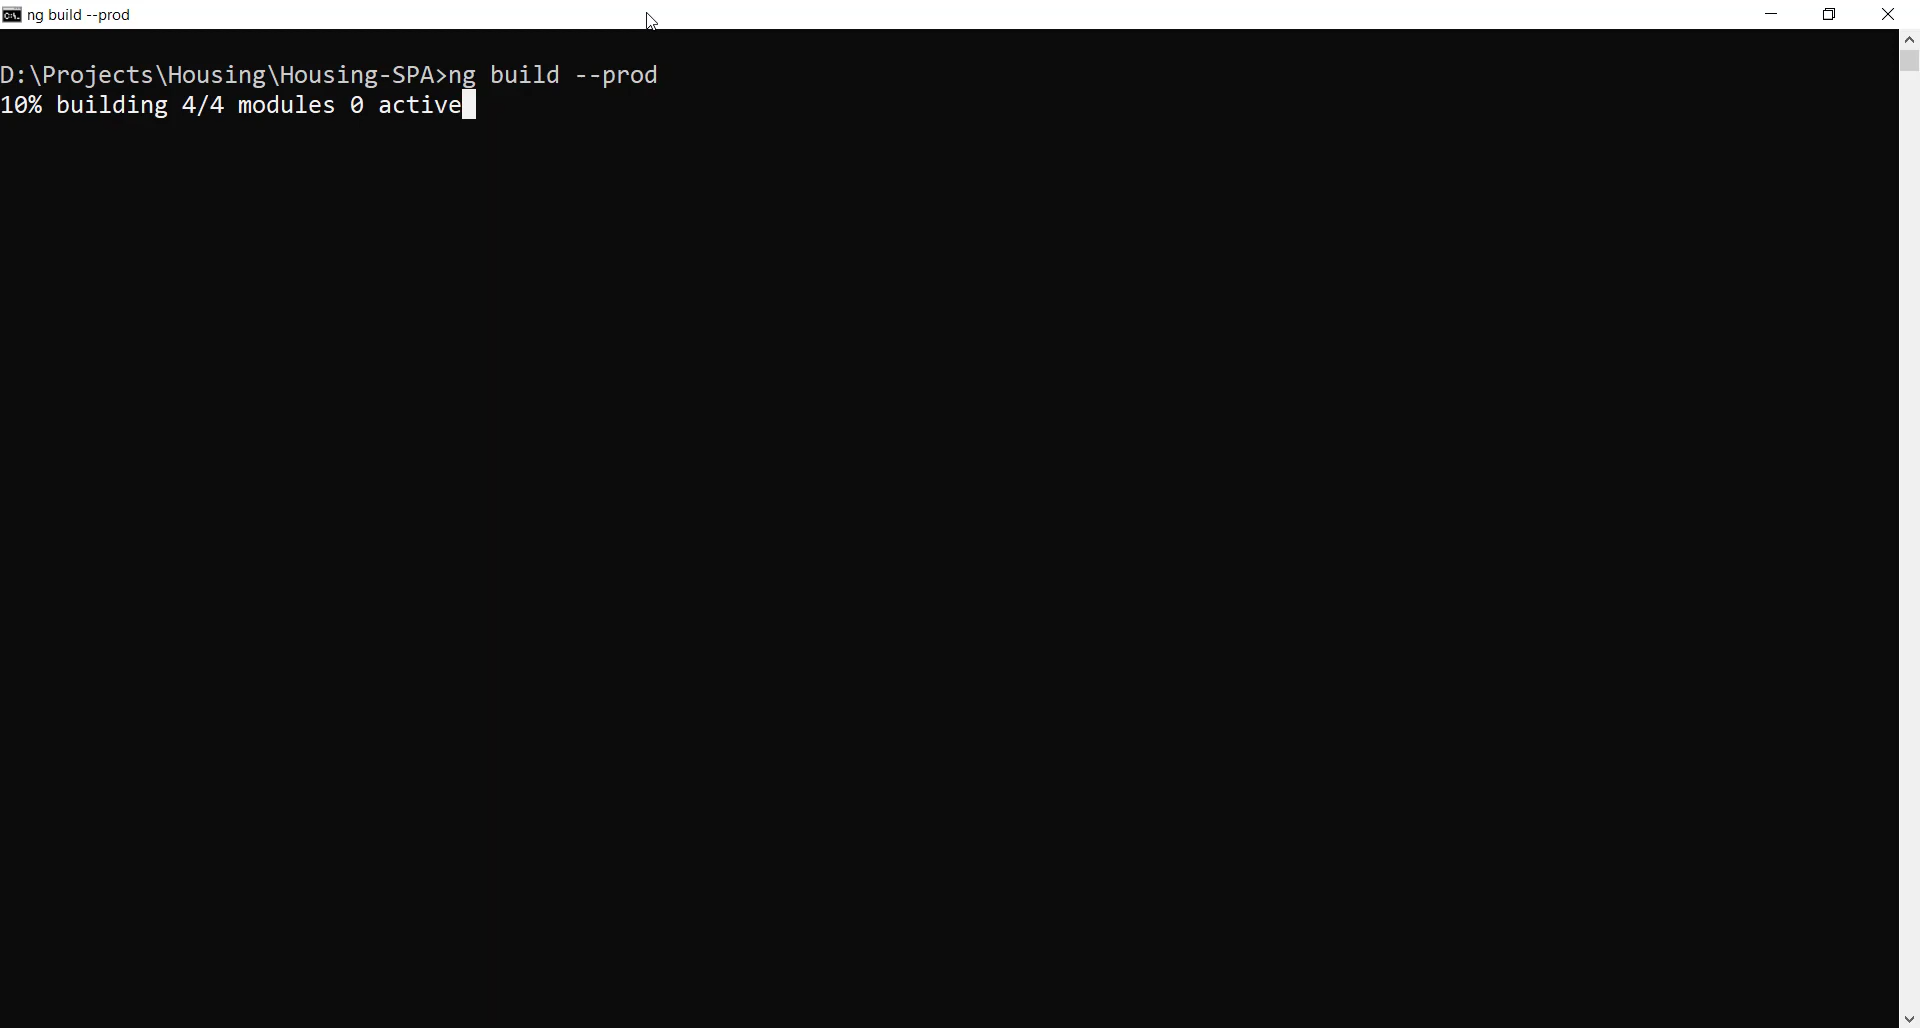 ng build --prod
D:\Projects\Housing\Housing-SPA>ng build --prod
10% building 4/4 modules 0 active